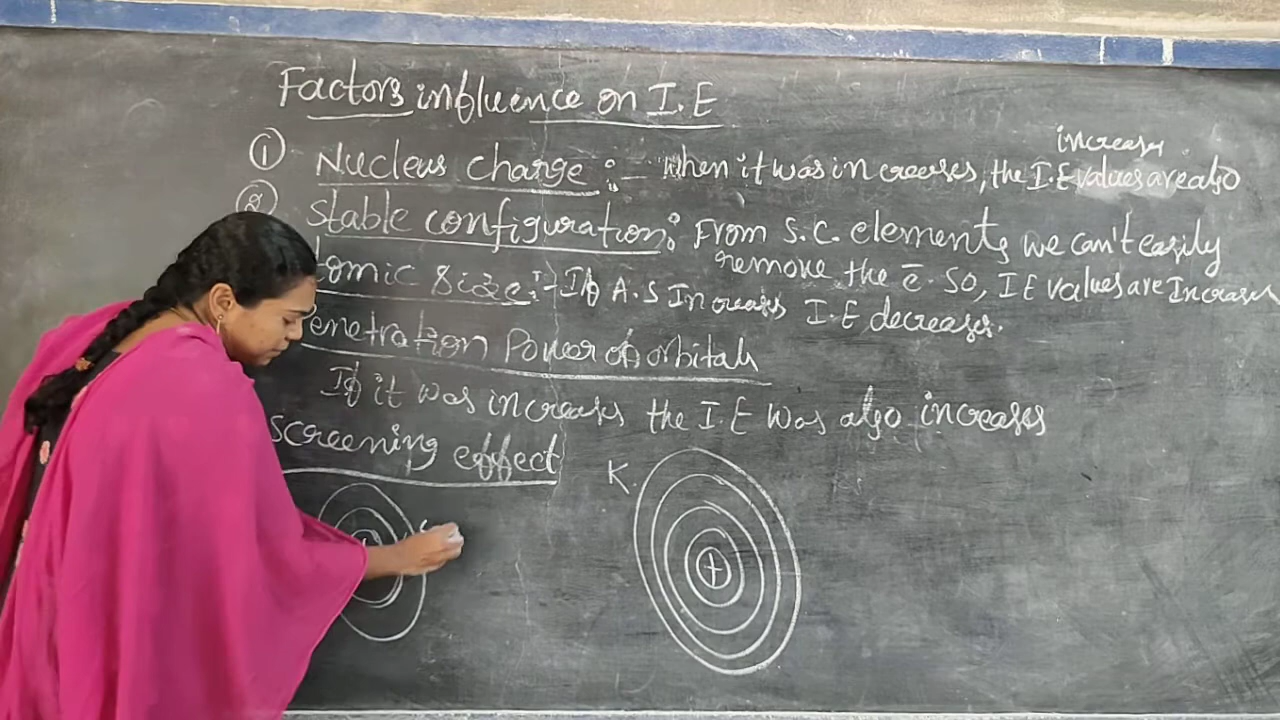 Factors influence on I.E
increases
① Nucleus charge :- When it was increases, the I.E values are also
② Stable configuration: From S.C. elements we can't easily
remove the e̅. So, I E values are Increases
tomic Size:- If A.S Increases I.E decreases.
enetration Power of orbitals
If it was increases the I.E was also increases
Screening effect
K.
+